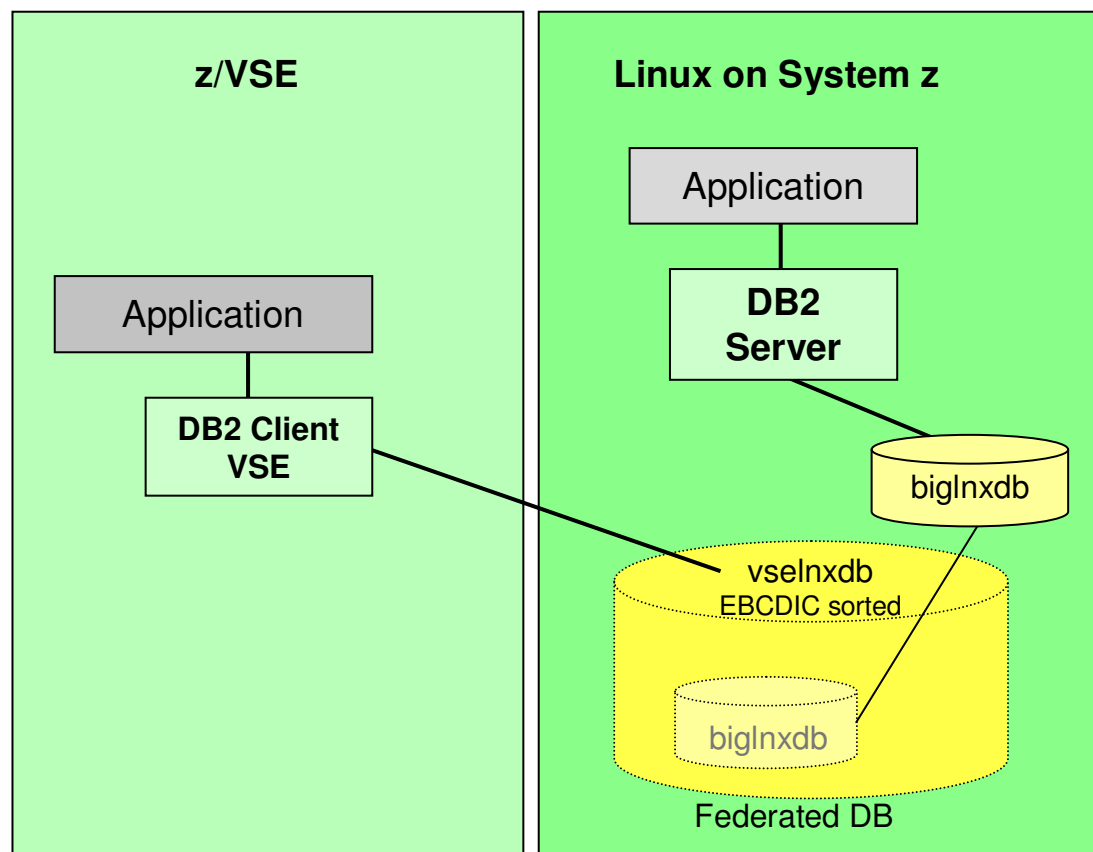 z/VSE
Application
DB2 Client
VSE
Linux on System z
Application
DB2
Server
biglnxdb
vselnxdb
EBCDIC sorted
biglnxdb
Federated DB